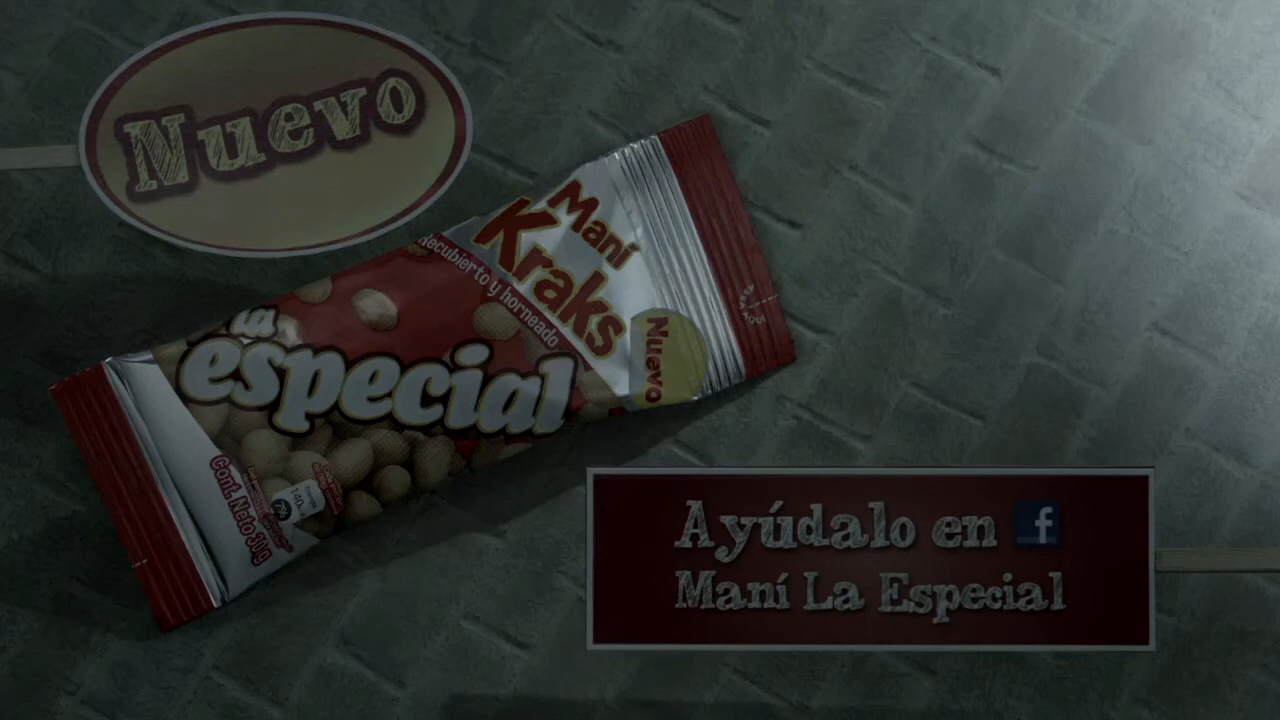 Nuevo
Maní
Kraks
Recubierto y horneado
la
especial
Nuevo
Cont. Neto 30g
Ayúdalo en f
Maní La Especial